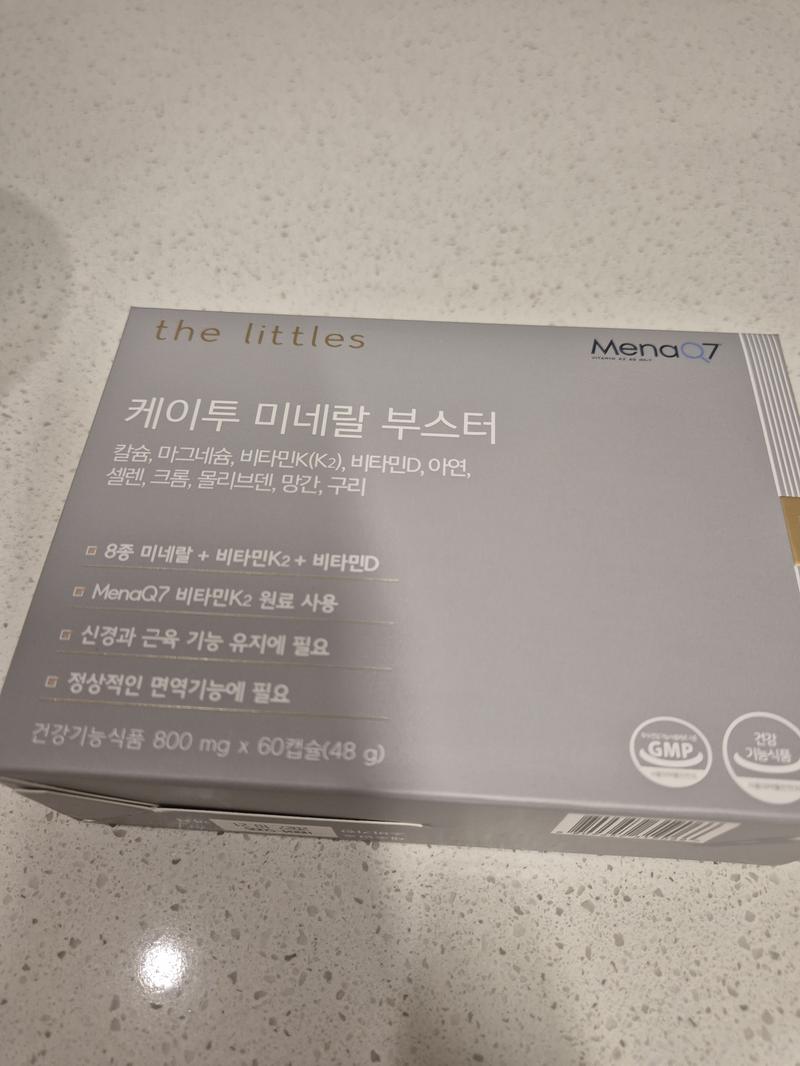 the littles
MenaQ7
케이투 미네랄 부스터
칼슘, 마그네슘, 비타민K(K2), 비타민D, 아연,
셀렌, 크롬, 몰리브덴, 망간, 구리
8종 미네랄 + 비타민K2 + 비타민D
MenaQ7 비타민K2 원료 사용
신경과 근육 기능 유지에 필요
정상적인 면역기능에 필요
건강기능식품 800 mg x 60캡슐(48 g)
GMP
건강
기능식품